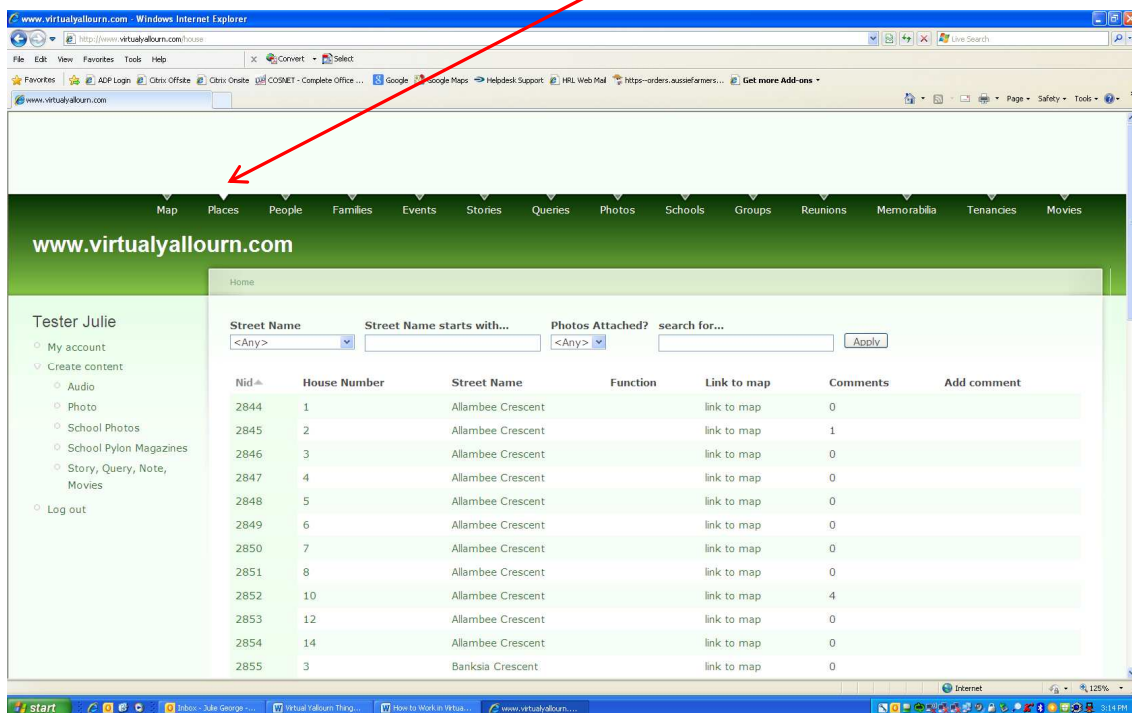 www.virtualyallourn.com - Windows Internet Explorer
http://www.virtualyallourn.com/house
Live Search
File Edit View Favorites Tools Help
Convert Select
Favorites ADP Login Citrix Offsite Citrix Onsite COSNET - Complete Office ... Google Google Maps Helpdesk Support HRL Web Mail https--orders.aussiefarmers... Get more Add-ons
www.virtualyallourn.com
Page Safety Tools
Map Places People Families Events Stories Queries Photos Schools Groups Reunions Memorabilia Tenancies Movies
www.virtualyallourn.com
Home
Tester Julie
My account
Create content
Audio
Photo
School Photos
School Pylon Magazines
Story, Query, Note,
Movies
Log out
Street Name Street Name starts with... Photos Attached? search for...
<Any> <Any> Apply
Nid House Number Street Name Function Link to map Comments Add comment
2844 1 Allambee Crescent link to map 0
2845 2 Allambee Crescent link to map 1
2846 3 Allambee Crescent link to map 0
2847 4 Allambee Crescent link to map 0
2848 5 Allambee Crescent link to map 0
2849 6 Allambee Crescent link to map 0
2850 7 Allambee Crescent link to map 0
2851 8 Allambee Crescent link to map 0
2852 10 Allambee Crescent link to map 4
2853 12 Allambee Crescent link to map 0
2854 14 Allambee Crescent link to map 0
2855 3 Banksia Crescent link to map 0
Internet 125%
start Inbox - Julie George -... Virtual Yallourn Thing... How to Work in Virtua... www.virtualyallourn.... 3:14 PM